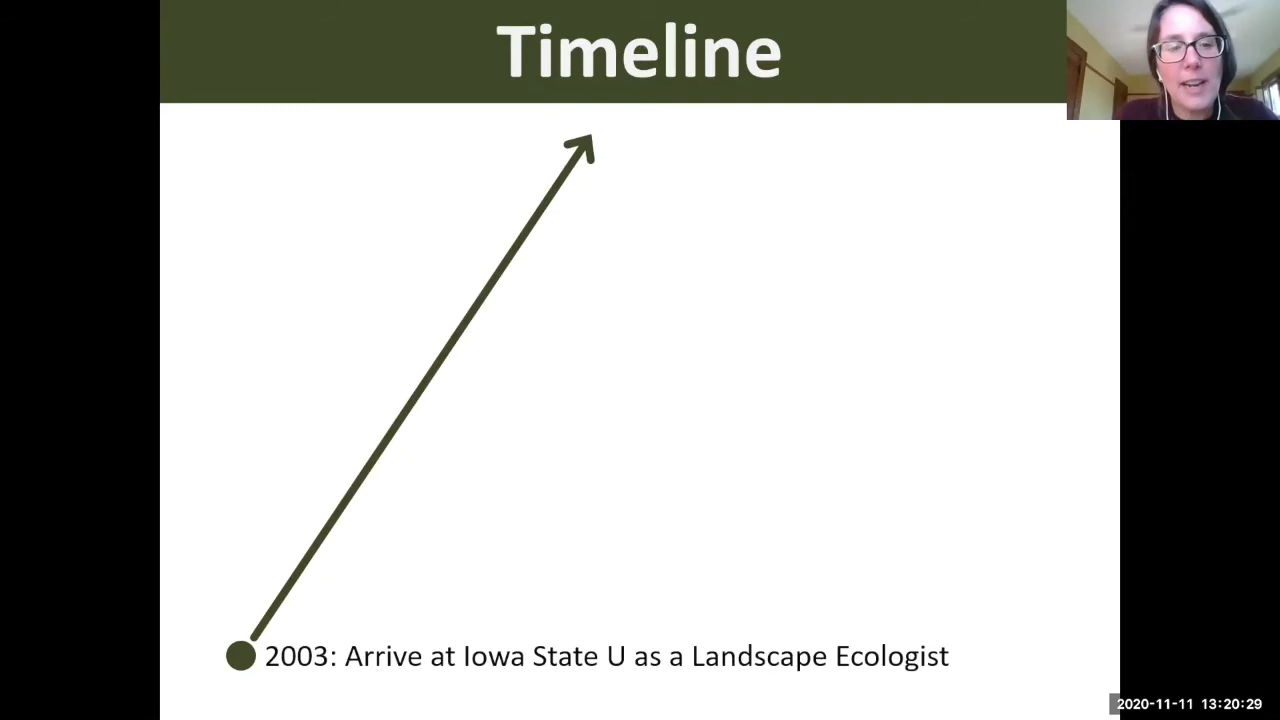 Timeline
2003: Arrive at Iowa State U as a Landscape Ecologist
2020-11-11 13:20:29